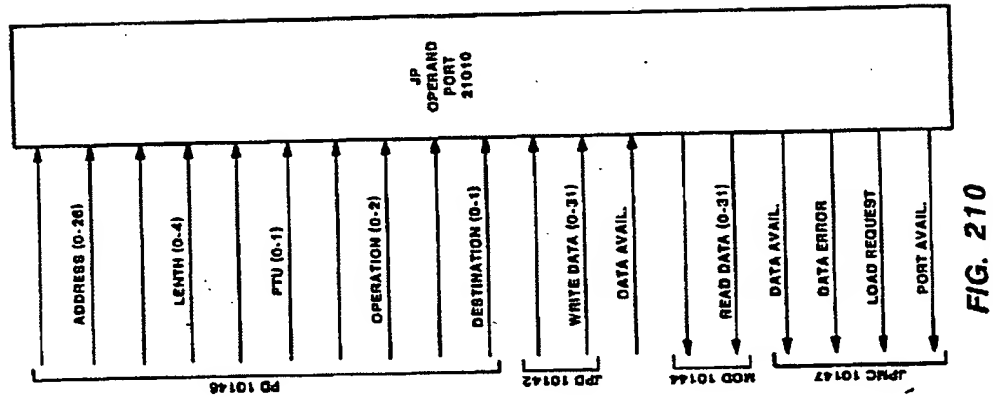 JP
OPERAND
PORT
21010
ADDRESS (0-26)
LENTH (0-4)
PTU (0-1)
OPERATION (0-2)
DESTINATION (0-1)
WRITE DATA (0-31)
DATA AVAIL.
READ DATA (0-31)
DATA AVAIL.
DATA ERROR
LOAD REQUEST
PORT AVAIL.
PD 10146
JPD 10142
MOD 10144
JPMC 10147
FIG. 210